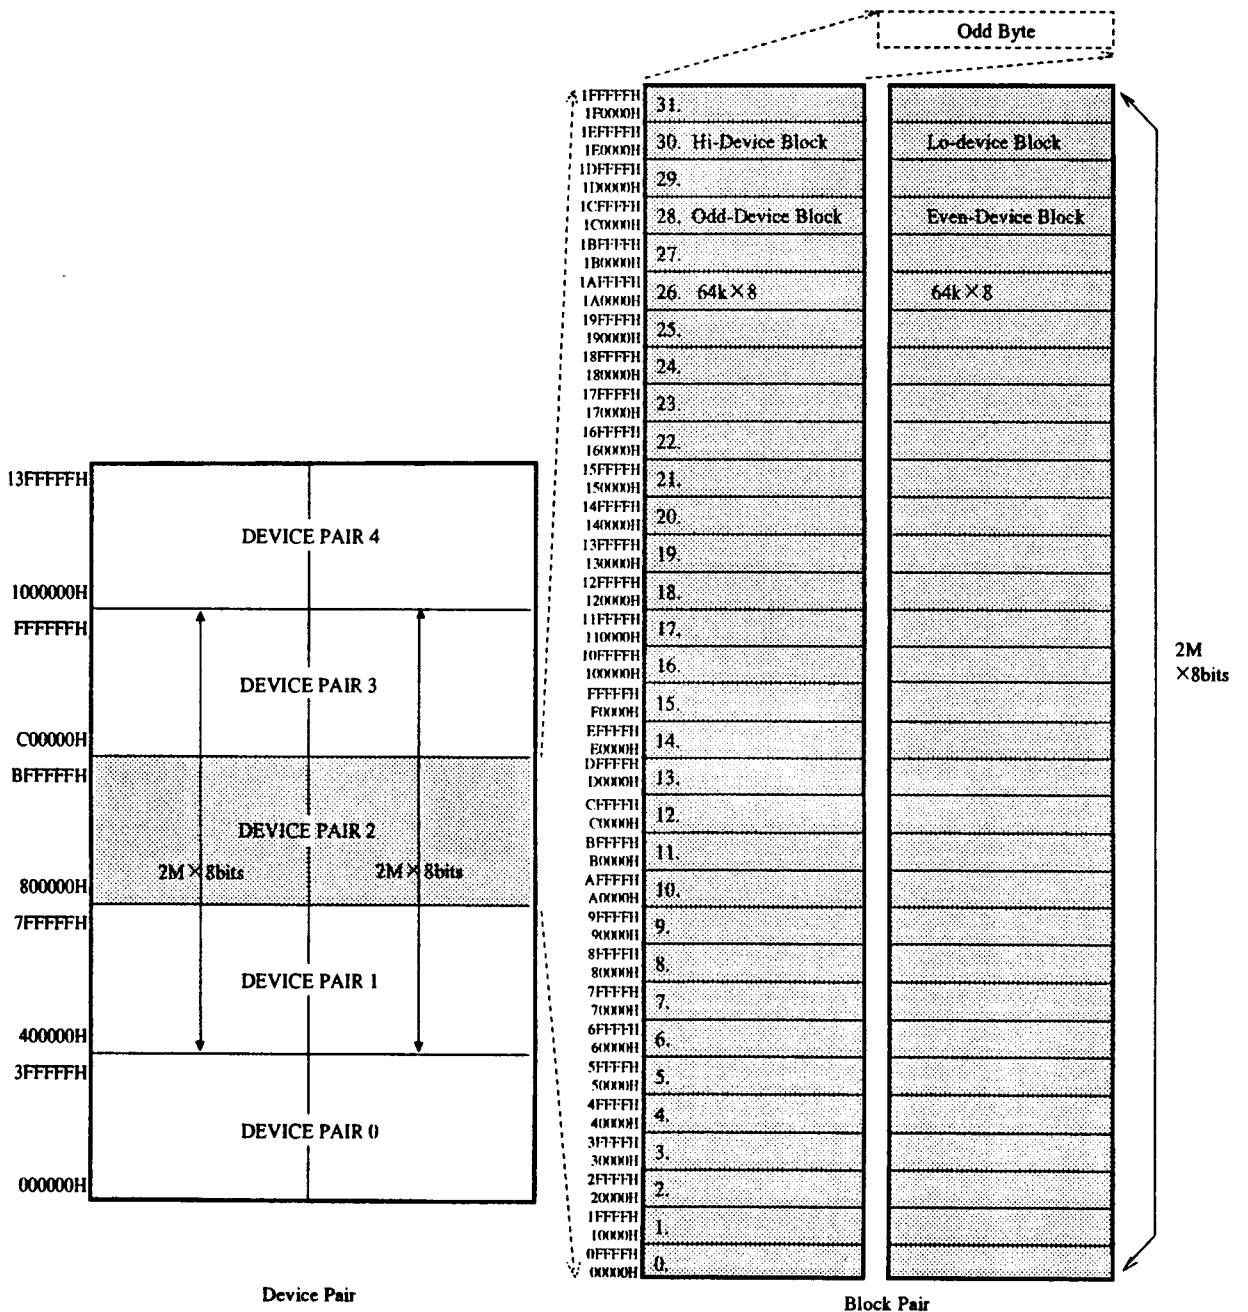 Odd Byte
1FFFFFH
1F0000H
31.
1EFFFFH
1E0000H
30. Hi-Device Block
Lo-device Block
1DFFFFH
1D0000H
29.
1CFFFFH
1C0000H
28. Odd-Device Block
Even-Device Block
1BFFFFH
1B0000H
27.
1AFFFFH
1A0000H
26. 64k×8
64k×8
19FFFFH
190000H
25.
18FFFFH
180000H
24.
17FFFFH
170000H
23.
16FFFFH
160000H
22.
15FFFFH
150000H
21.
14FFFFH
140000H
20.
13FFFFH
130000H
19.
12FFFFH
120000H
18.
11FFFFH
110000H
17.
10FFFFH
100000H
16.
FFFFFH
F0000H
15.
EFFFFH
E0000H
14.
DFFFFH
D0000H
13.
CFFFFH
C0000H
12.
BFFFFH
B0000H
11.
AFFFFH
A0000H
10.
9FFFFH
90000H
9.
8FFFFH
80000H
8.
7FFFFH
70000H
7.
6FFFFH
60000H
6.
5FFFFH
50000H
5.
4FFFFH
40000H
4.
3FFFFH
30000H
3.
2FFFFH
20000H
2.
1FFFFH
10000H
1.
0FFFFH
00000H
0.
2M
×8bits
Block Pair
13FFFFFH
DEVICE PAIR 4
1000000H
FFFFFFH
DEVICE PAIR 3
C00000H
BFFFFFH
DEVICE PAIR 2
2M×8bits
2M×8bits
800000H
7FFFFFH
DEVICE PAIR 1
400000H
3FFFFFH
DEVICE PAIR 0
000000H
Device Pair